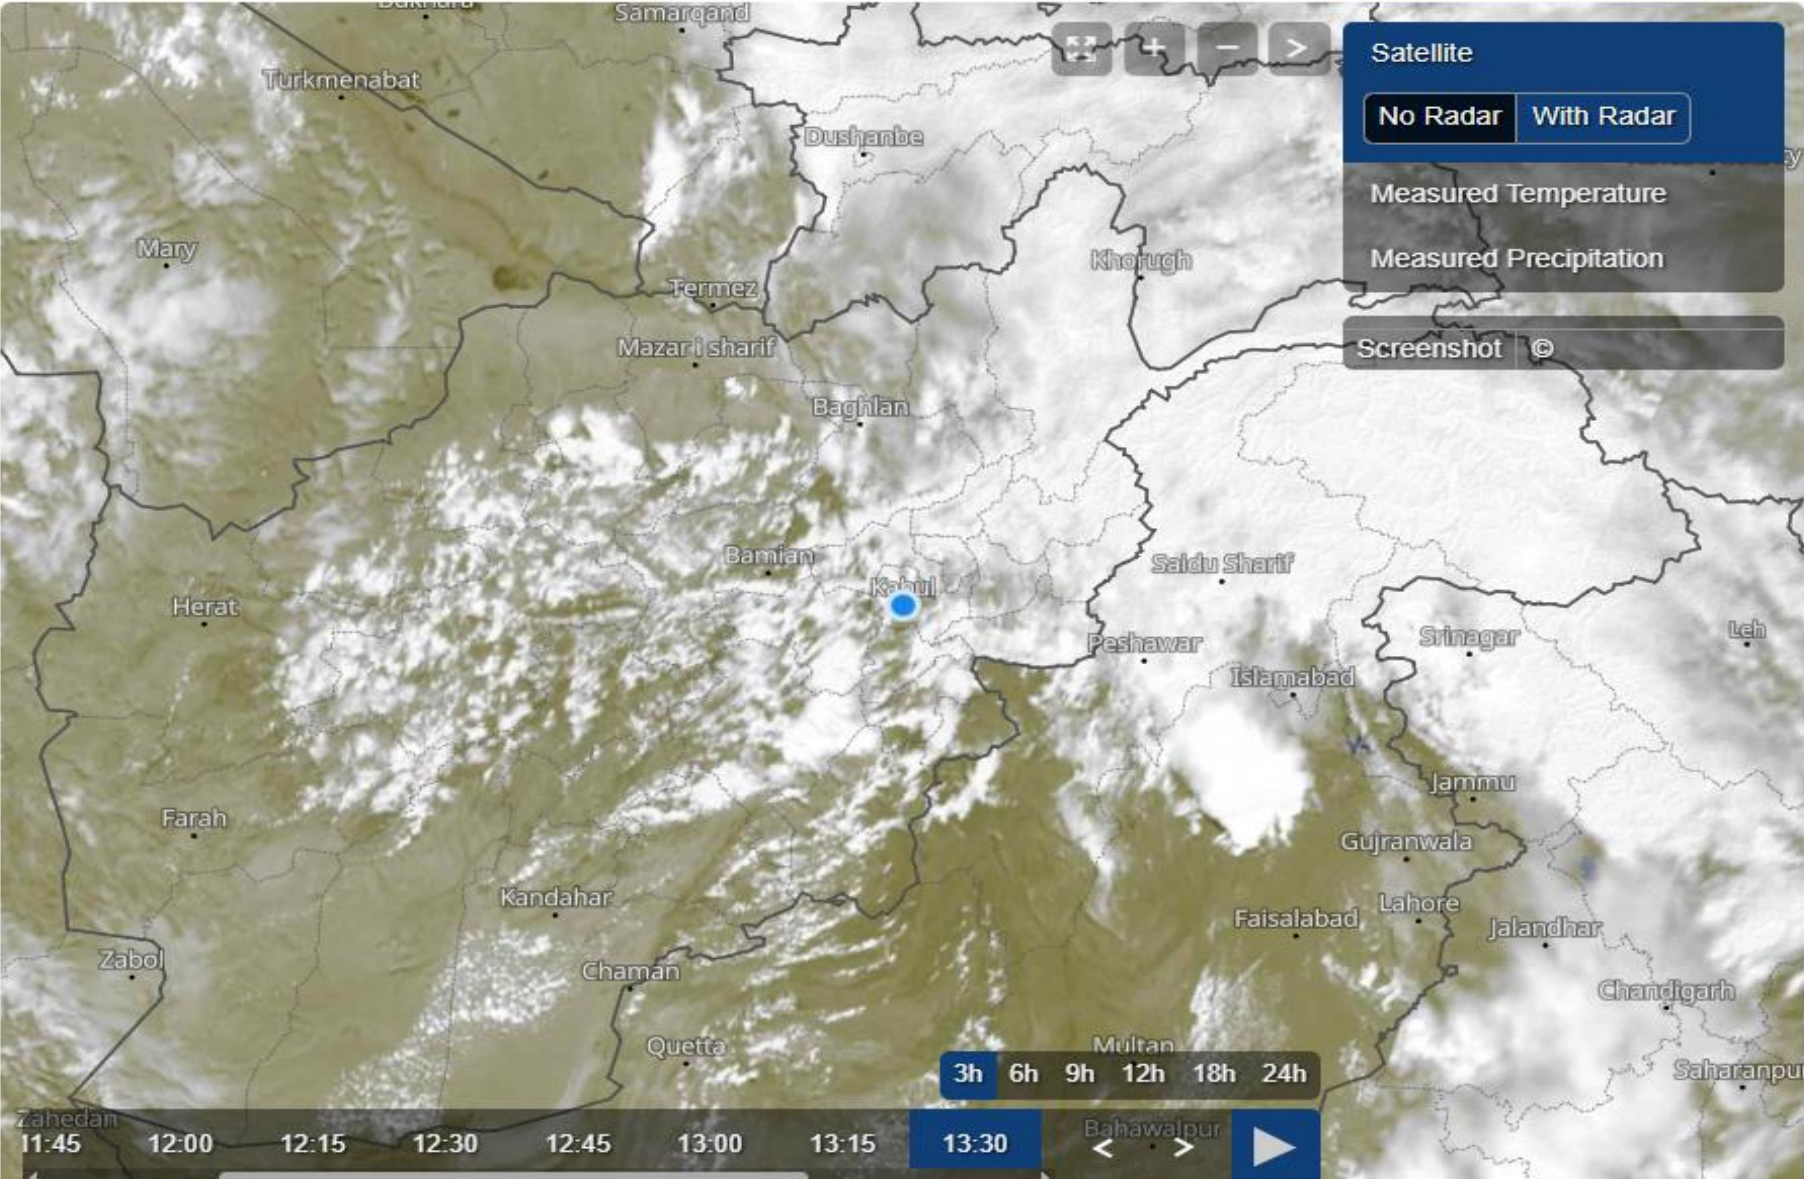 Bukhara
Samarqand
Satellite
Turkmenabat
No Radar
With Radar
Dushanbe
Measured Temperature
Mary
Khorugh
Measured Precipitation
Termez
Mazar i sharif
Screenshot
©
Baghlan
Bamian
Saidu Sharif
Kabul
Herat
Srinagar
Leh
Peshawar
Islamabad
Jammu
Farah
Gujranwala
Kandahar
Lahore
Faisalabad
Jalandhar
Zabol
Chaman
Chandigarh
Quetta
Multan
3h 6h 9h 12h 18h 24h
Saharanpu
Zahedan
Bahawalpur
11:45 12:00 12:15 12:30 12:45 13:00 13:15 13:30 < >